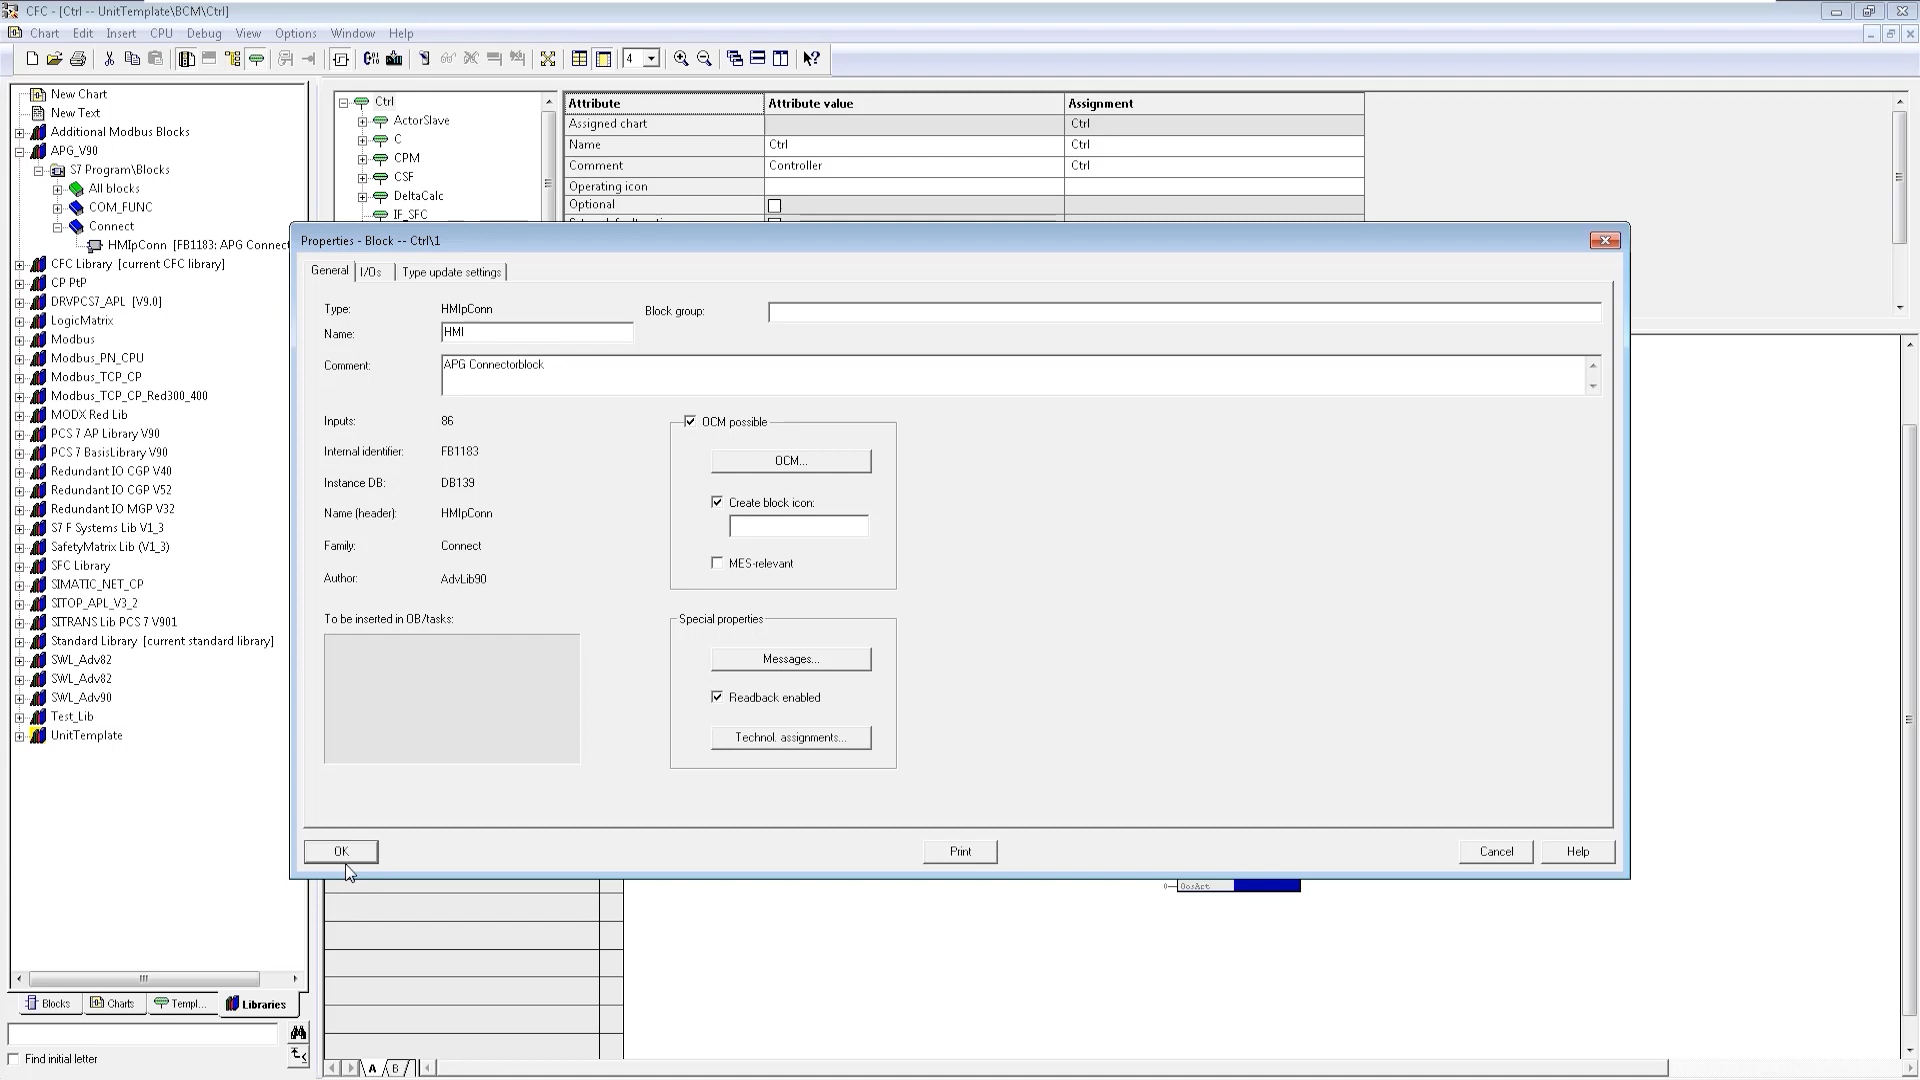 CFC - [Ctrl -- UnitTemplate\BCM\Ctrl]
Chart Edit Insert CPU Debug View Options Window Help
4
New Chart
New Text
Additional Modbus Blocks
APG_V90
S7 Program\Blocks
All blocks
COM_FUNC
Connect
HMIpConn [FB1183: APG Connect
CFC Library [current CFC library]
CP PtP
DRVPCS7_APL [V9.0]
LogicMatrix
Modbus
Modbus_PN_CPU
Modbus_TCP_CP
Modbus_TCP_CP_Red300_400
MODX Red Lib
PCS 7 AP Library V90
PCS 7 BasisLibrary V90
Redundant IO CGP V40
Redundant IO CGP V52
Redundant IO MGP V32
S7 F Systems Lib V1_3
SafetyMatrix Lib (V1_3)
SFC Library
SIMATIC_NET_CP
SITOP_APL_V3_2
SITRANS Lib PCS 7 V901
Standard Library [current standard library]
SWL_Adv82
SWL_Adv82
SWL_Adv90
Test_Lib
UnitTemplate
Blocks Charts Templ... Libraries
Find initial letter
Ctrl
ActorSlave
C
CPM
CSF
DeltaCalc
IF_SFC
Attribute Attribute value Assignment
Assigned chart Ctrl
Name Ctrl Ctrl
Comment Controller Ctrl
Operating icon
Optional
Properties - Block -- Ctrl\1
General I/Os Type update settings
Type: HMIpConn Block group:
Name: HMI
Comment: APG Connectorblock
Inputs: 86
Internal identifier: FB1183
Instance DB: DB139
Name (header): HMIpConn
Family: Connect
Author: AdvLib90
To be inserted in OB/tasks:
OCM possible
OCM...
Create block icon:
MES-relevant
Special properties
Messages...
Readback enabled
Technol. assignments...
OK Print Cancel Help
0 OosAct
A B